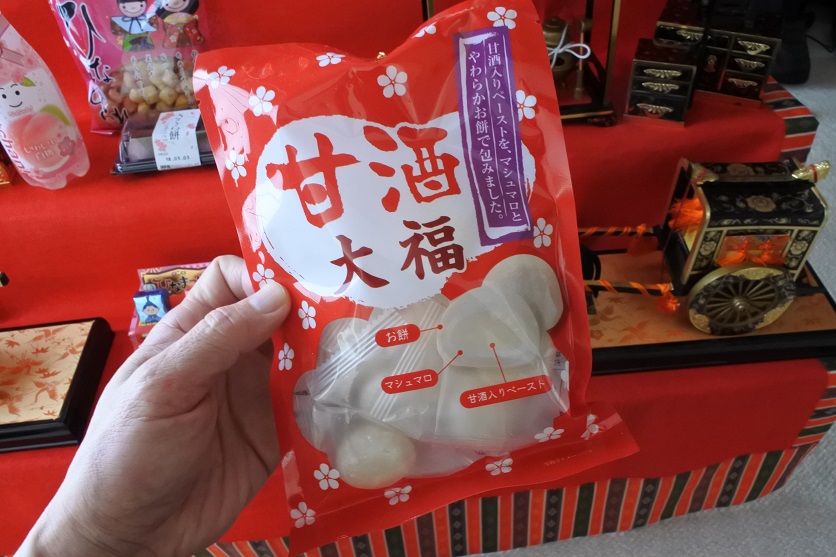 甘酒入りペーストを、マシュマロと
やわらかお餅で包みました。
甘酒
大福
お餅
マシュマロ
甘酒入りペースト